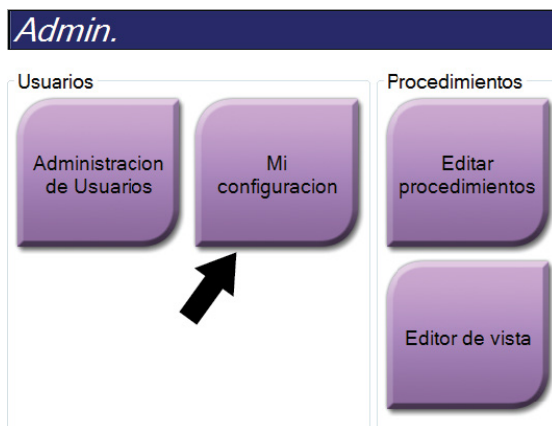 Admin.
Usuarios
Administracion
de Usuarios
Mi
configuracion
Procedimientos
Editar
procedimientos
Editor de vista